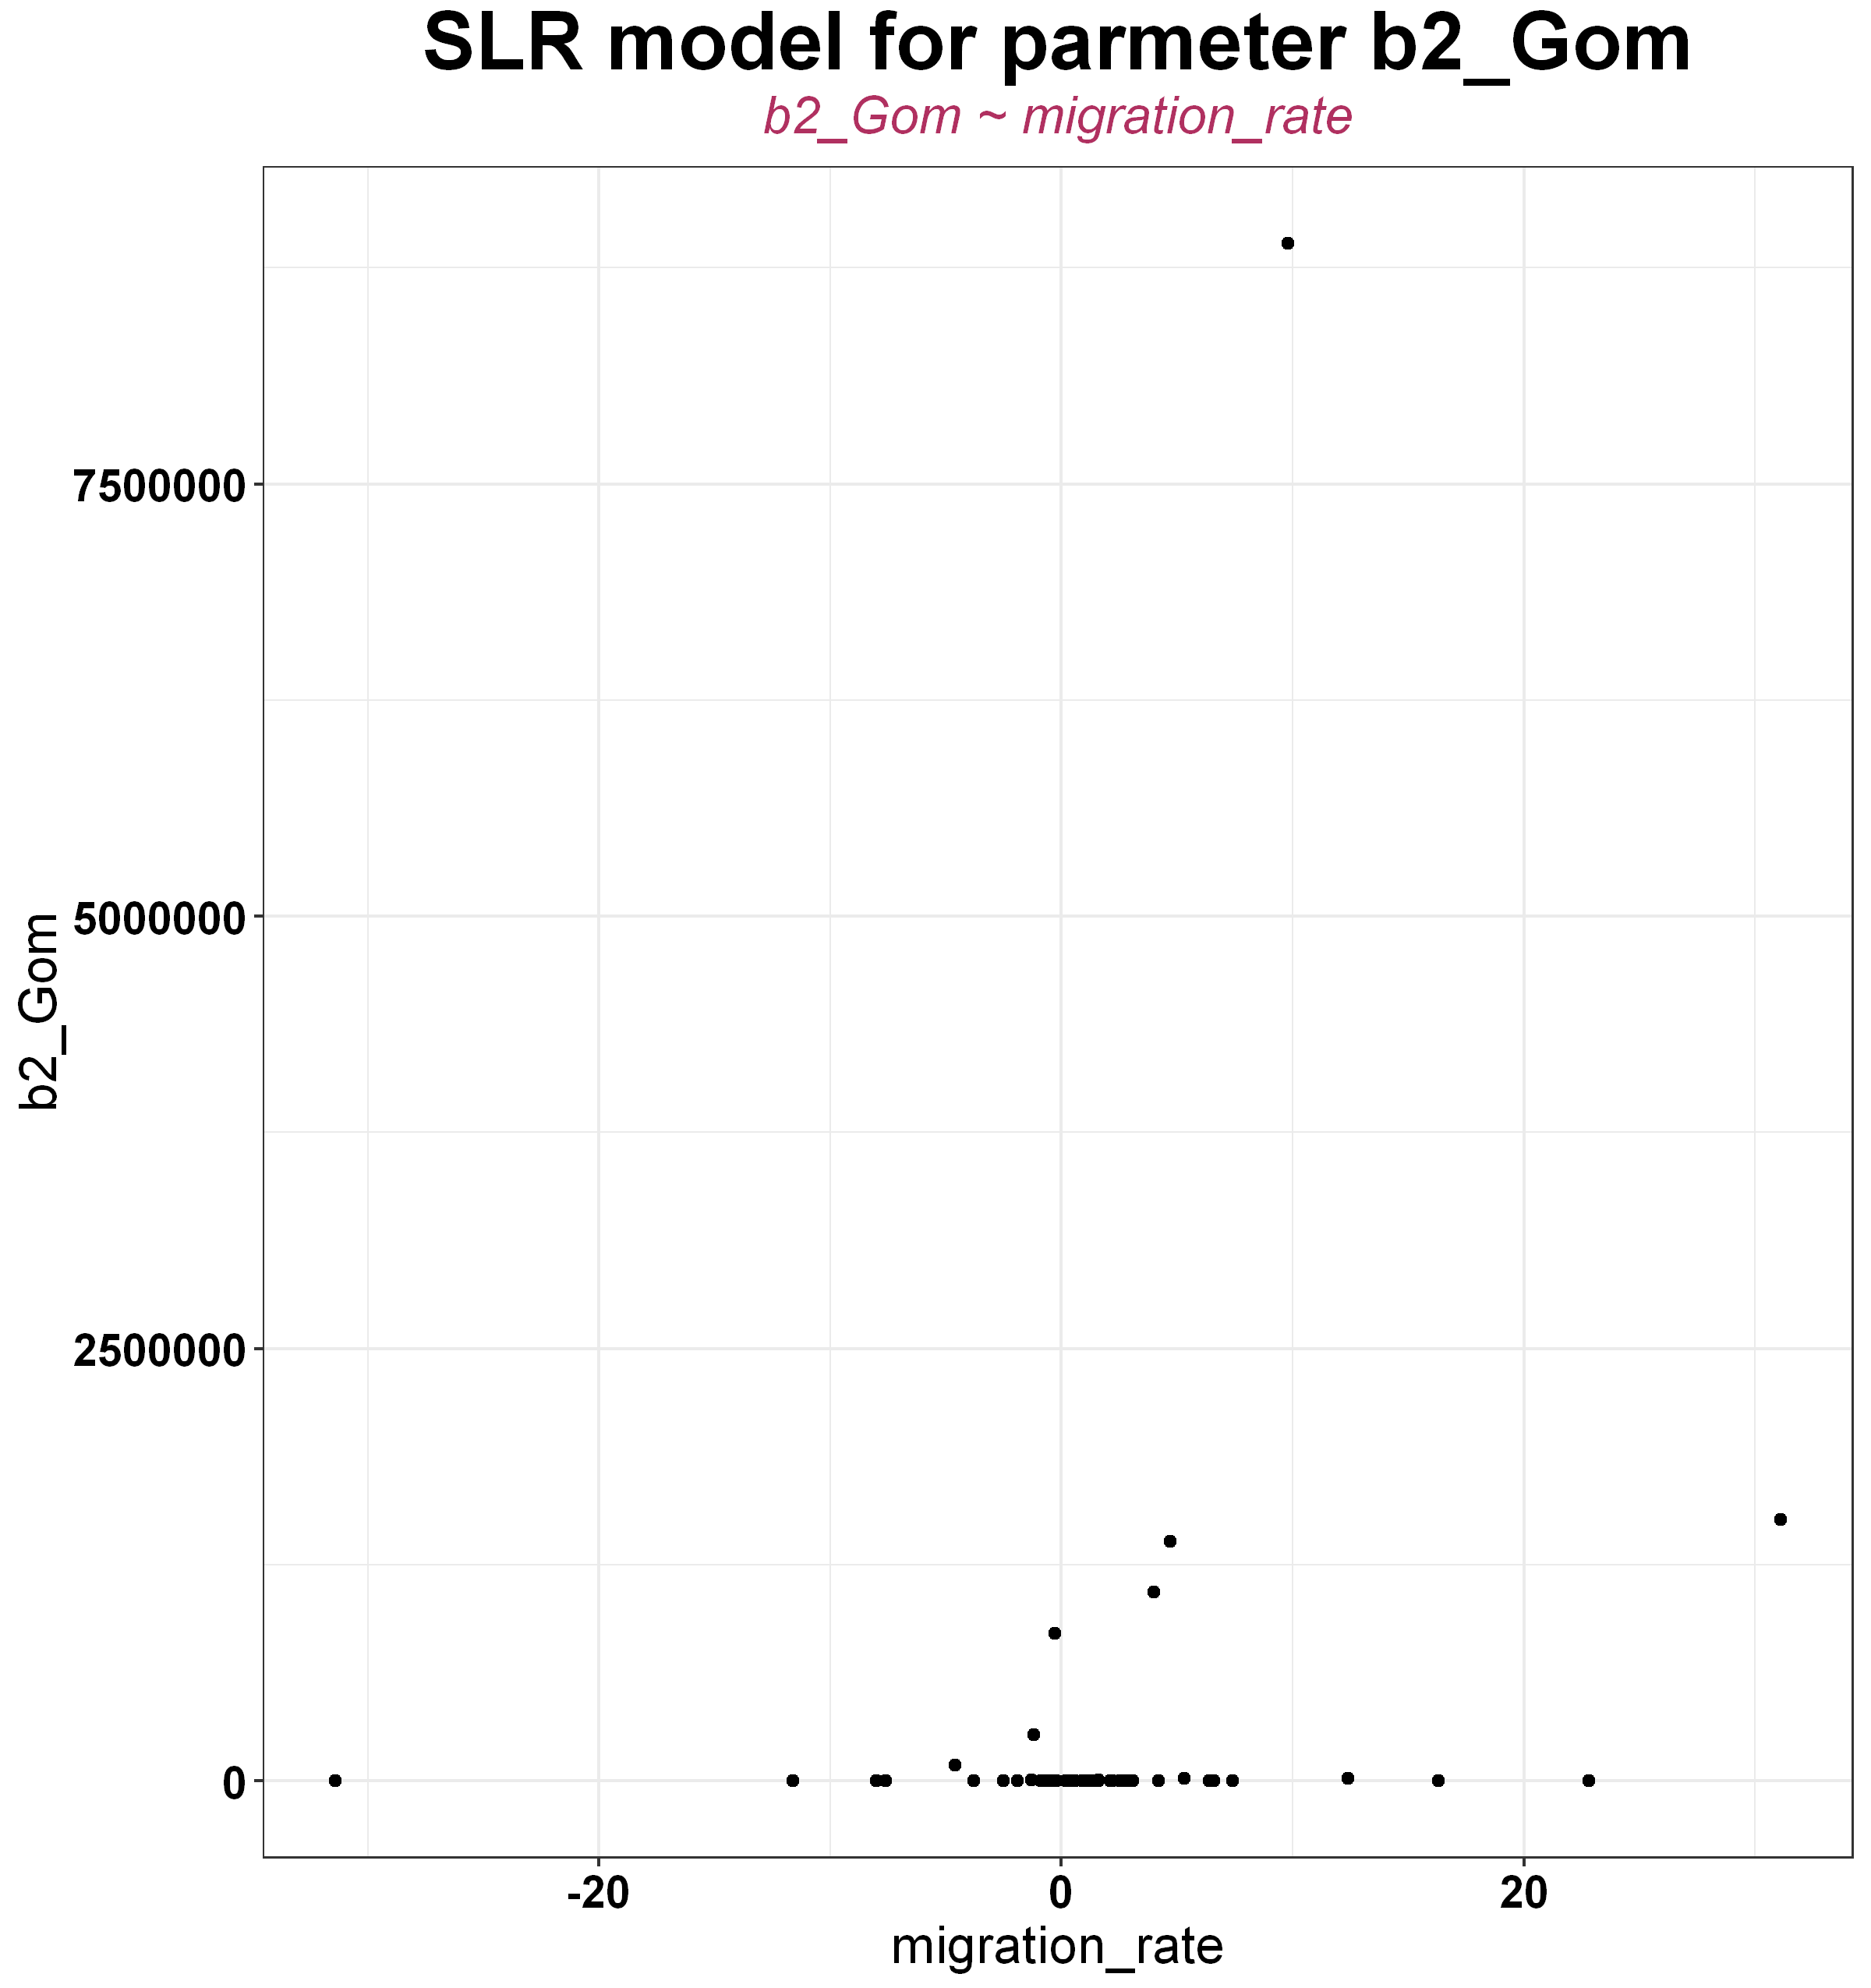 SLR model for parmeter b2_Gom
b2_Gom ~ migration_rate
7500000
5000000
2500000
0
b2_Gom
-20
0
20
migration_rate